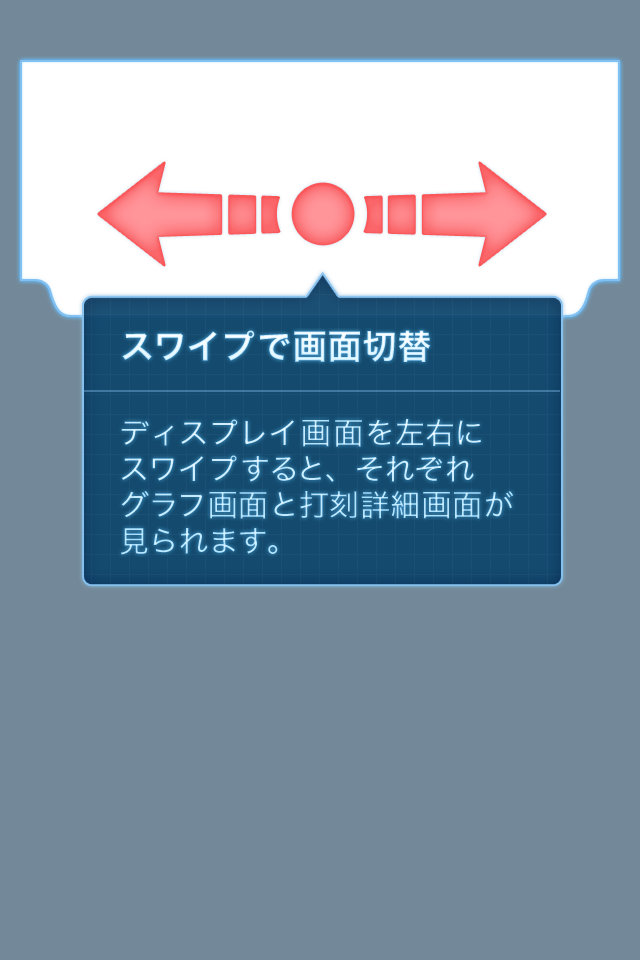 スワイプで画面切替
ディスプレイ画面を左右に
スワイプすると、それぞれ
グラフ画面と打刻詳細画面が
見られます。